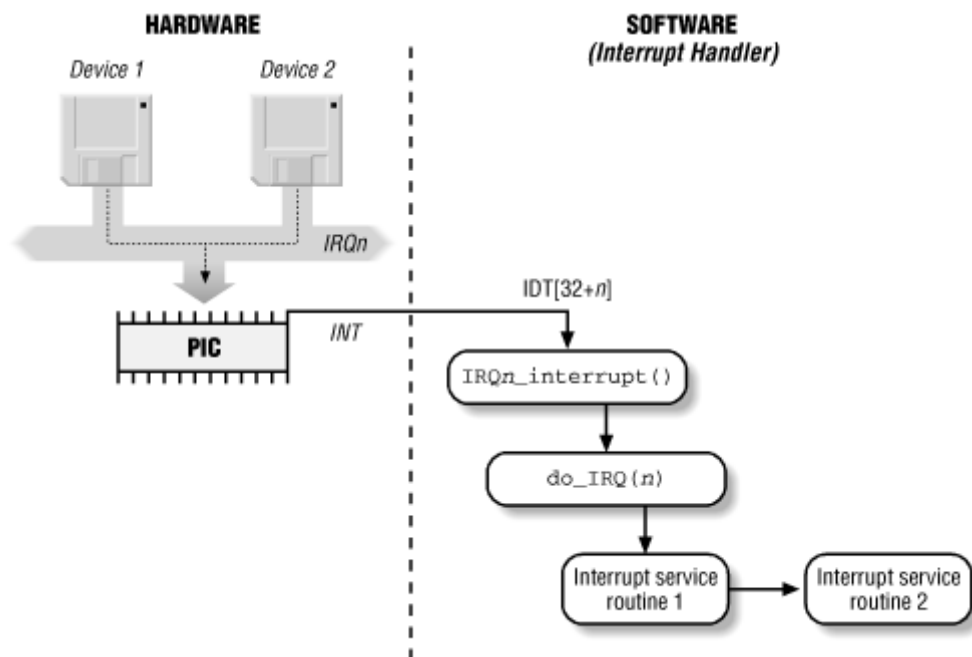 HARDWARE
SOFTWARE
(Interrupt Handler)
Device 1
Device 2
IRQn
IDT[32+n]
INT
PIC
IRQn_interrupt()
do_IRQ(n)
Interrupt service
routine 1
Interrupt service
routine 2